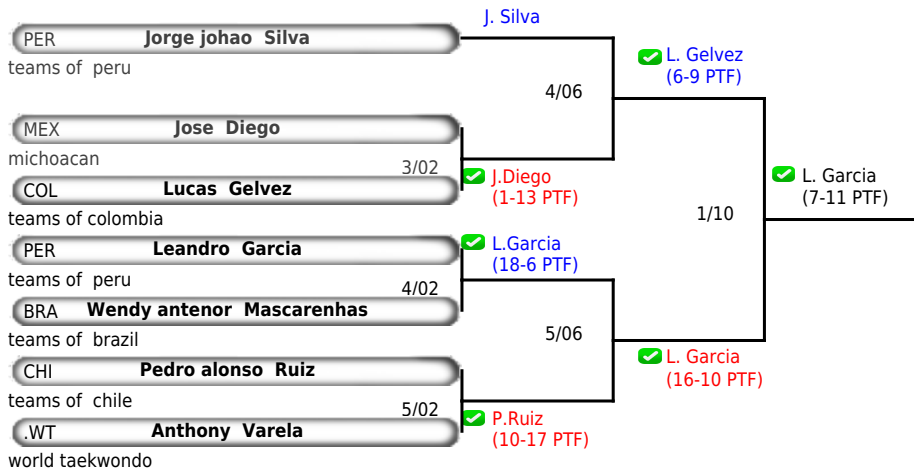 J. Silva
PER Jorge johao Silva
teams of peru
L. Gelvez
(6-9 PTF)
4/06
MEX Jose Diego
michoacan
3/02
J.Diego
(1-13 PTF)
COL Lucas Gelvez
teams of colombia
L. Garcia
(7-11 PTF)
1/10
PER Leandro Garcia
teams of peru
L.Garcia
(18-6 PTF)
4/02
BRA Wendy antenor Mascarenhas
teams of brazil
5/06
L. Garcia
(16-10 PTF)
CHI Pedro alonso Ruiz
teams of chile
5/02
P.Ruiz
(10-17 PTF)
.WT Anthony Varela
world taekwondo